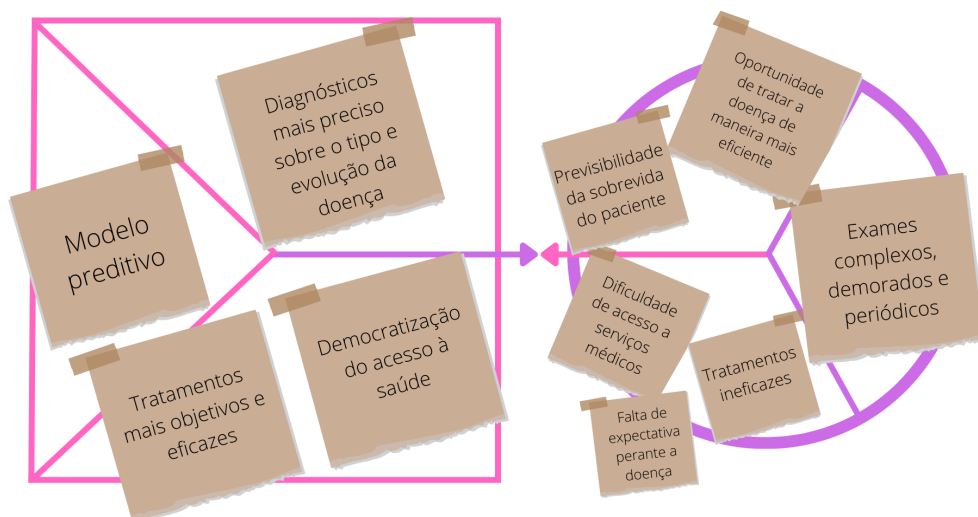 Diagnósticos
mais preciso
sobre o tipo e
evolução da
doença
Modelo
preditivo
Tratamentos
mais objetivos e
eficazes
Democratização
do acesso à
saúde
Oportunidade
de tratar a
doença de
maneira mais
eficiente
Previsibilidade
da sobrevida
do paciente
Exames
complexos,
demorados e
periódicos
Dificuldade
de acesso a
serviços
médicos
Tratamentos
ineficazes
Falta de
expectativa
perante a
doença